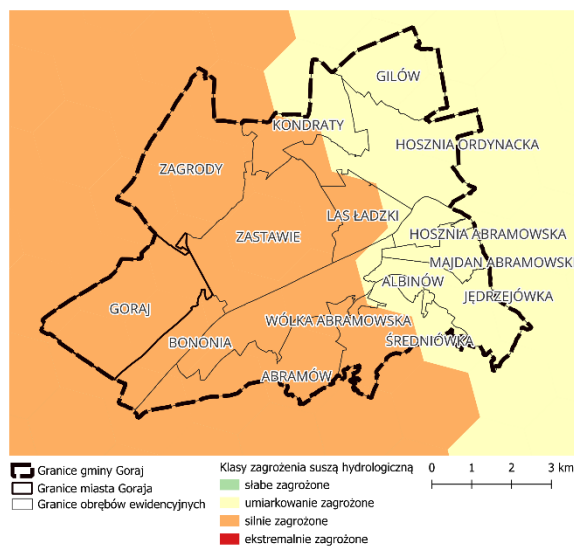 GILÓW
KONDRATY
HOSZNIA ORDYNACKA
ZAGRODY
LAS ŁADZKI
ZASTAWIE
HOSZNIA ABRAMOWSKA
MAJDAN ABRAMOWSKI
ALBINÓW
JĘDRZEJÓWKA
GORAJ
WÓLKA ABRAMOWSKA
BONONIA
ŚREDNIÓWKA
ABRAMÓW
Granice gminy Goraj
Granice miasta Goraja
Granice obrębów ewidencyjnych
Klasy zagrożenia suszą hydrologiczną
słabe zagrożone
umiarkowanie zagrożone
silnie zagrożone
ekstremalnie zagrożone
0 1 2 3 km